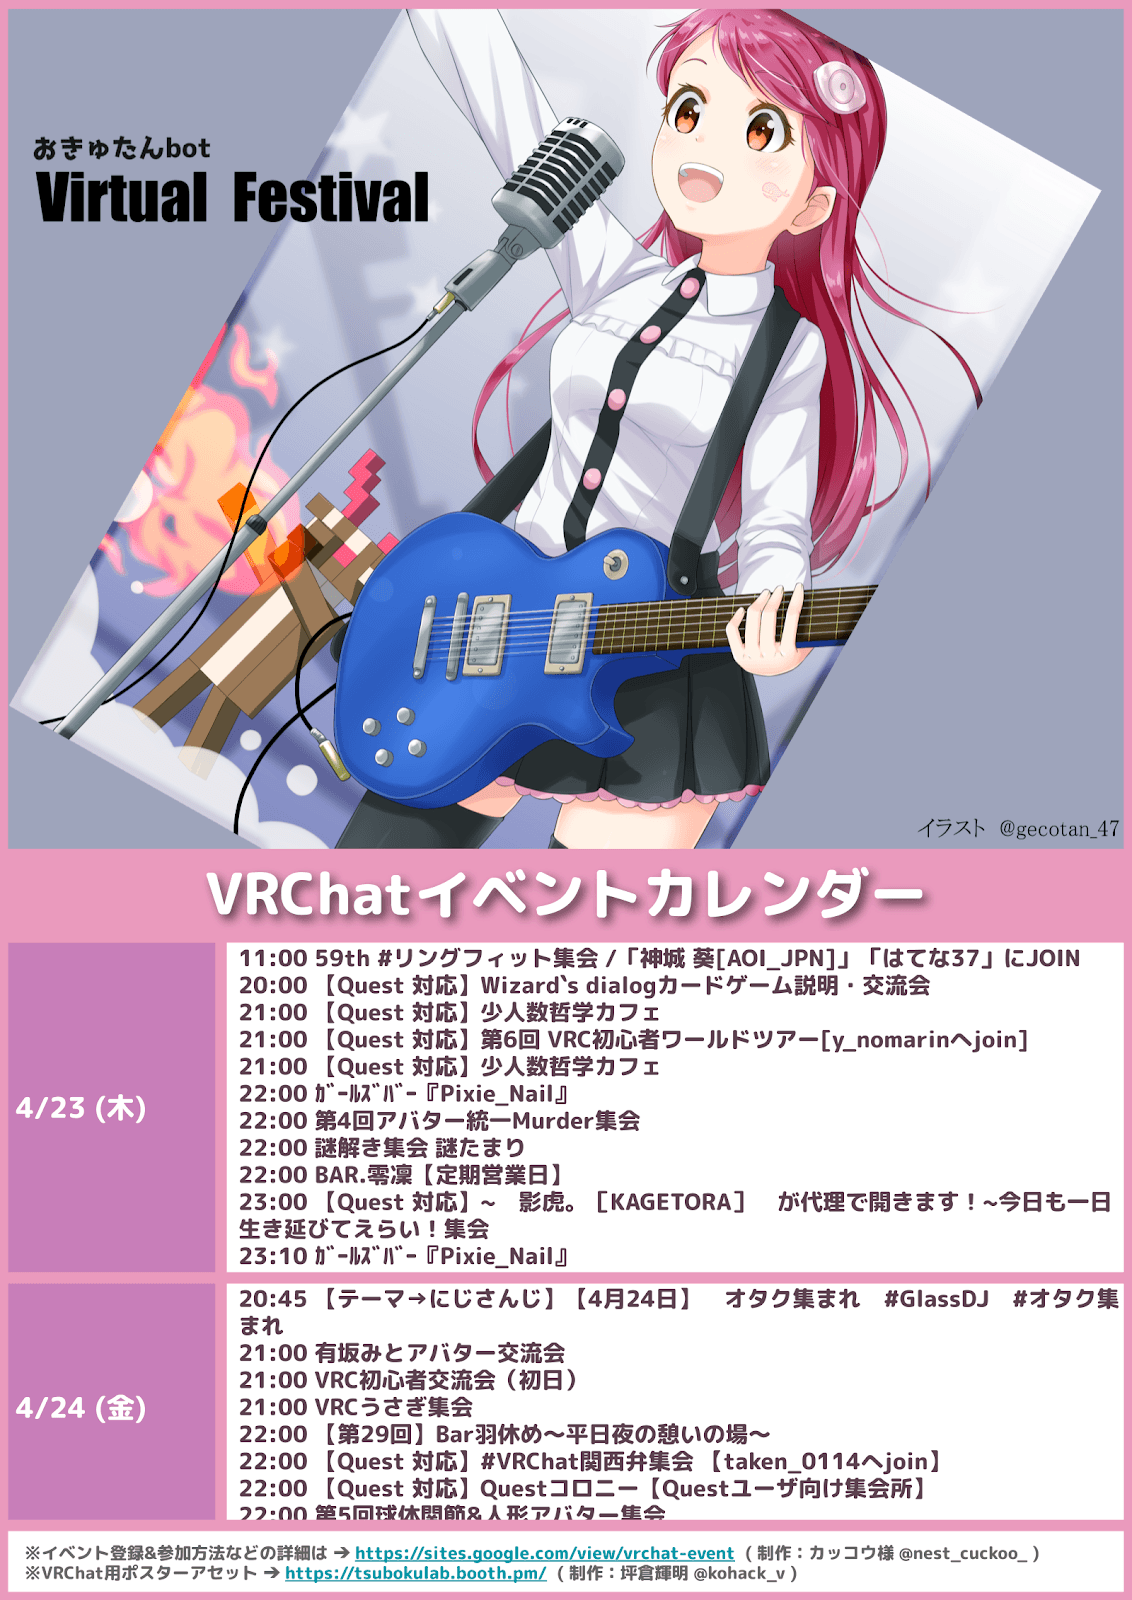 おきゅたんbot
Virtual Festival
イラスト @gecotan_47
VRChatイベントカレンダー
4/23 (木)
11:00 59th #リングフィット集会 /「神城 葵[AOI_JPN]」「はてな37」にJOIN
20:00 【Quest 対応】Wizard`s dialogカードゲーム説明・交流会
21:00 【Quest 対応】少人数哲学カフェ
21:00 【Quest 対応】第6回 VRC初心者ワールドツアー[y_nomarinへjoin]
21:00 【Quest 対応】少人数哲学カフェ
22:00 ｶﾞｰﾙｽﾞﾊﾞｰ『Pixie_Nail』
22:00 第4回アバター統一Murder集会
22:00 謎解き集会 謎たまり
22:00 BAR.零凜【定期営業日】
23:00 【Quest 対応】~　影虎。［KAGETORA］　が代理で開きます！~今日も一日
生き延びてえらい！集会
23:10 ｶﾞｰﾙｽﾞﾊﾞｰ『Pixie_Nail』
4/24 (金)
20:45 【テーマ→にじさんじ】【4月24日】　オタク集まれ　#GlassDJ　#オタク集
まれ
21:00 有坂みとアバター交流会
21:00 VRC初心者交流会（初日）
21:00 VRCうさぎ集会
22:00 【第29回】Bar羽休め～平日夜の憩いの場～
22:00 【Quest 対応】#VRChat関西弁集会 【taken_0114へjoin】
22:00 【Quest 対応】Questコロニー【Questユーザ向け集会所】
22:00 第5回球体関節&人形アバター集会
※イベント登録&参加方法などの詳細は → https://sites.google.com/view/vrchat-event （制作：カッコウ様 @nest_cuckoo_ )
※VRChat用ポスターアセット → https://tsubokulab.booth.pm/ （制作：坪倉輝明 @kohack_v )